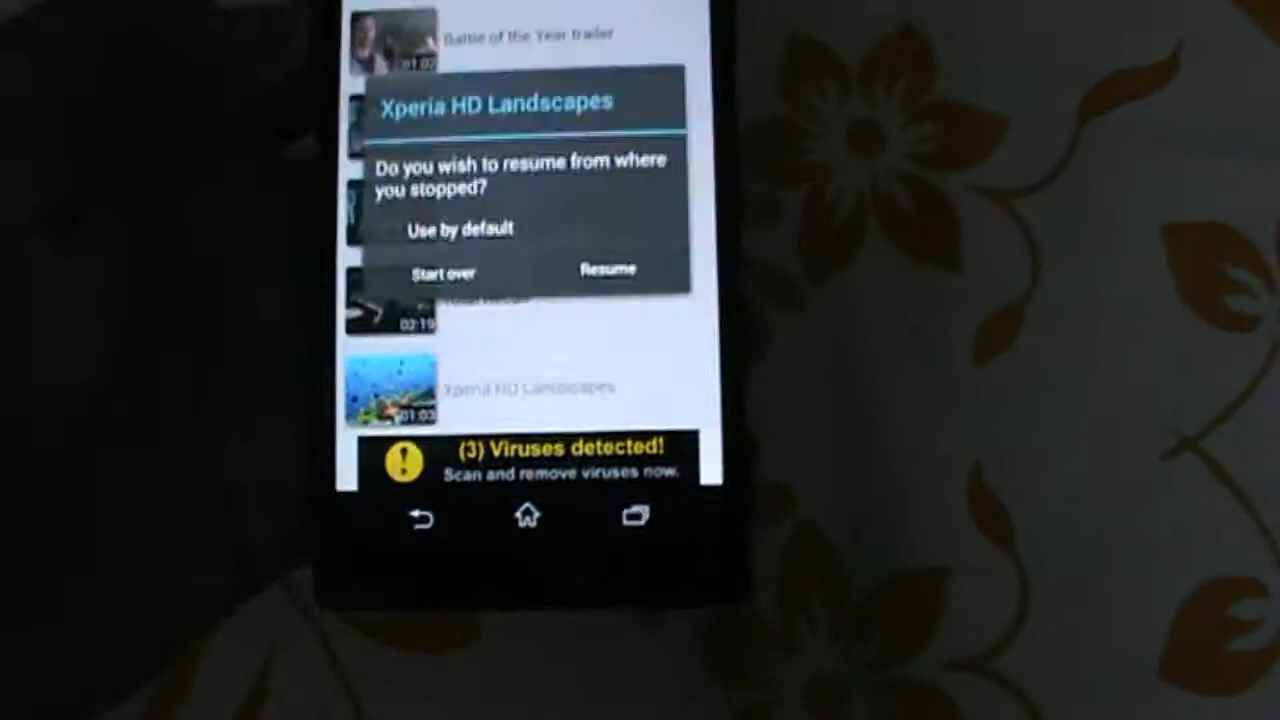 Battle of the Year trailer
01:02
Xperia HD Landscapes
Do you wish to resume from where
you stopped?
Use by default
Start over
Resume
02:19
Xperia HD Landscapes
01:03
(3) Viruses detected!
Scan and remove viruses now.